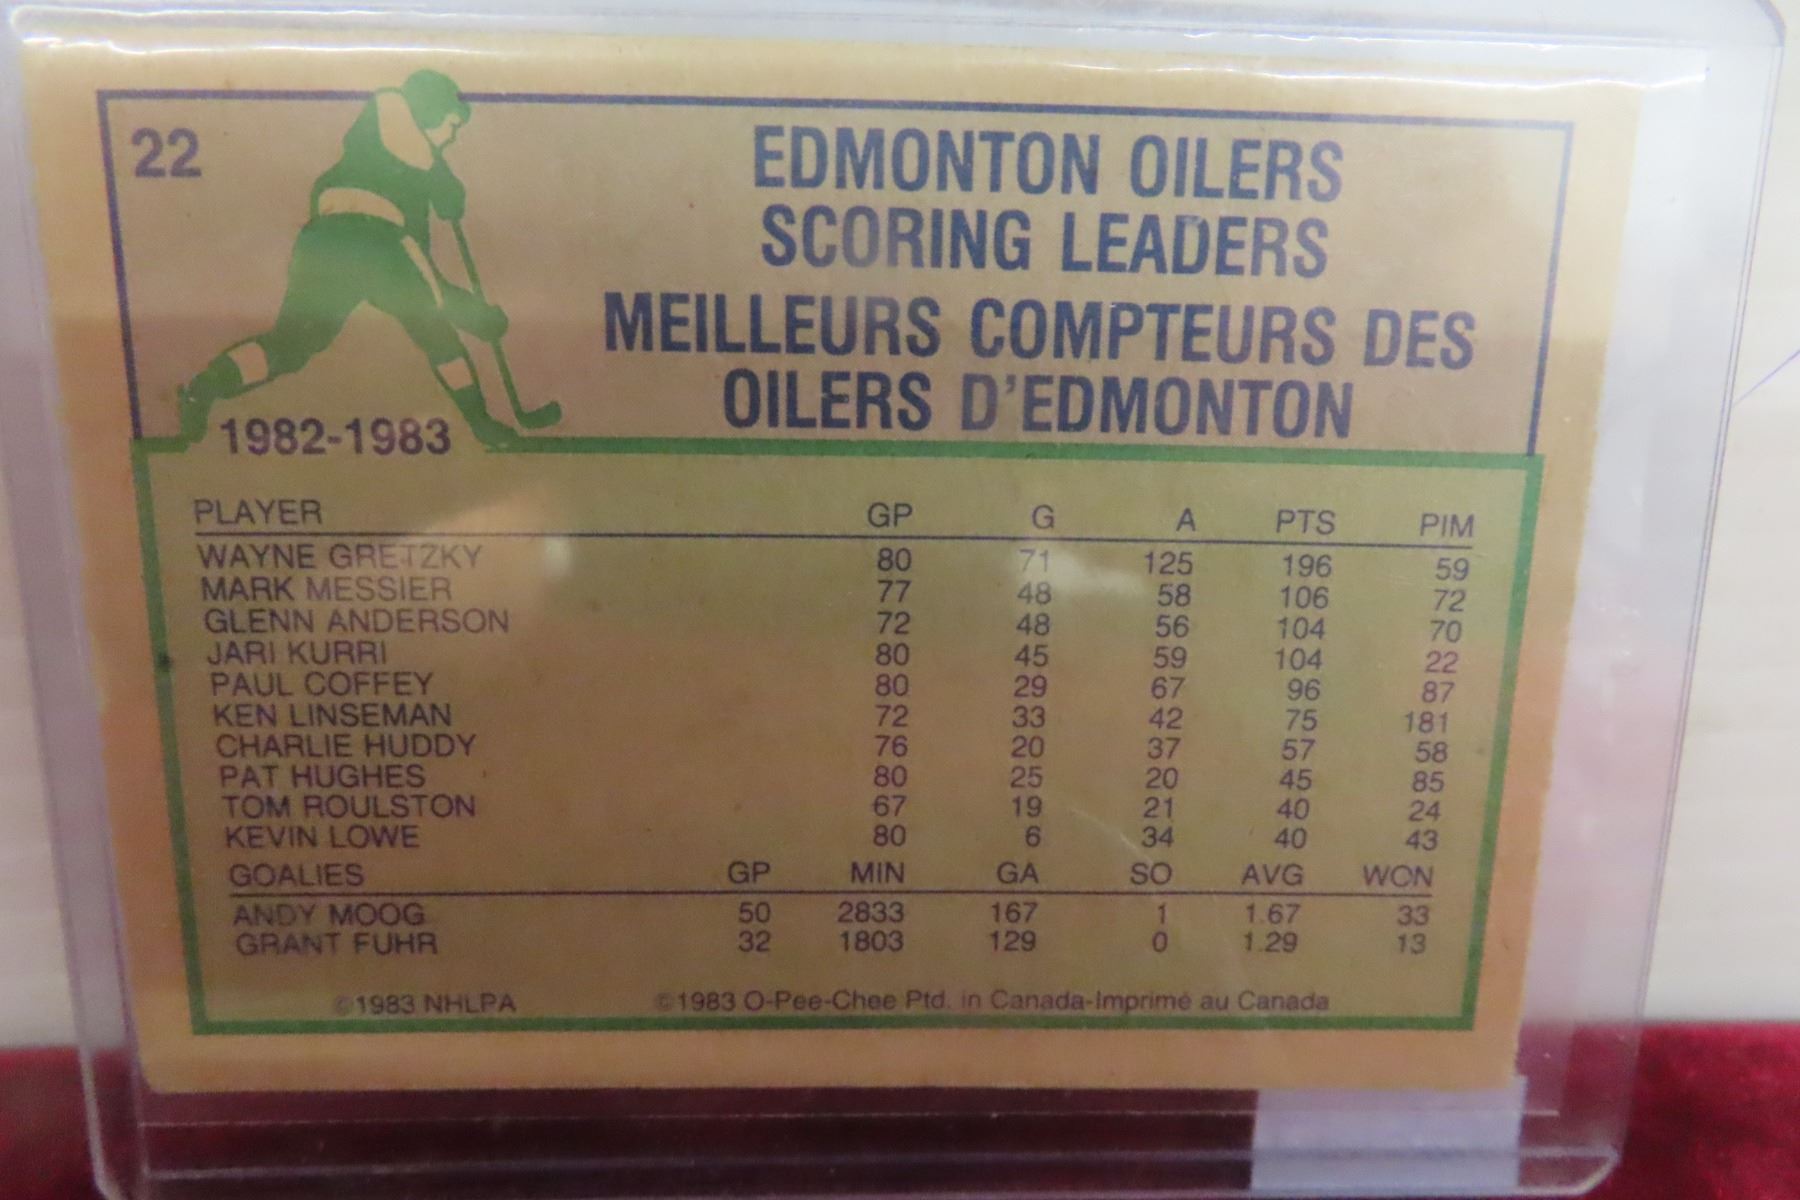 22
EDMONTON OILERS
SCORING LEADERS
MEILLEURS COMPTEURS DES
OILERS D'EDMONTON
1982-1983
PLAYER GP G A PTS PIM
WAYNE GRETZKY 80 71 125 196 59
MARK MESSIER 77 48 58 106 72
GLENN ANDERSON 72 48 56 104 70
JARI KURRI 80 45 59 104 22
PAUL COFFEY 80 29 67 96 87
KEN LINSEMAN 72 33 42 75 181
CHARLIE HUDDY 76 20 37 57 58
PAT HUGHES 80 25 20 45 85
TOM ROULSTON 67 19 21 40 24
KEVIN LOWE 80 6 34 40 43
GOALIES GP MIN GA SO AVG WON
ANDY MOOG 50 2833 167 1 1.67 33
GRANT FUHR 32 1803 129 0 1.29 13
©1983 NHLPA ©1983 O-Pee-Chee Ptd. in Canada-Imprimé au Canada